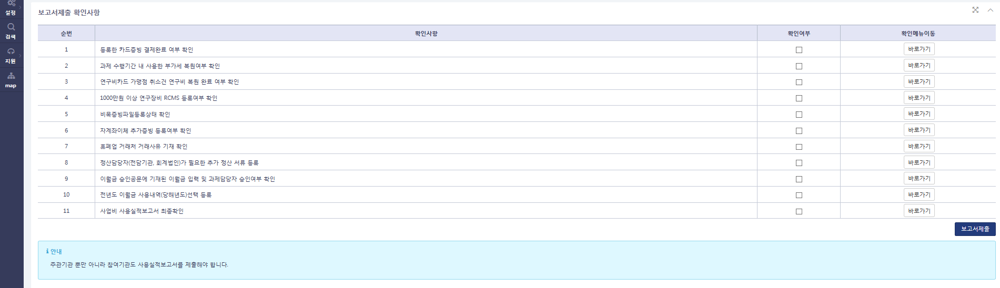 설정
검색
지원
map
보고서제출 확인사항
순번 확인사항 확인여부 확인메뉴이동
1 등록한 카드증빙 결제완료 여부 확인 바로가기
2 과제 수행기간 내 사용한 부가세 복원여부 확인 바로가기
3 연구비카드 가맹점 취소건 연구비 복원 완료 여부 확인 바로가기
4 1000만원 이상 연구장비 RCMS 등록여부 확인 바로가기
5 비목증빙파일등록상태 확인 바로가기
6 자계좌이체 추가증빙 등록여부 확인 바로가기
7 휴폐업 거래처 거래사유 기재 확인 바로가기
8 정산담당자(전담기관, 회계법인)가 필요한 추가 정산 서류 등록 바로가기
9 이월금 승인공문에 기재된 이월금 입력 및 과제담당자 승인여부 확인 바로가기
10 전년도 이월금 사용내역(당해년도)선택 등록 바로가기
11 사업비 사용실적보고서 최종확인 바로가기
보고서제출
안내
주관기관 뿐만 아니라 참여기관도 사용실적보고서를 제출해야 합니다.